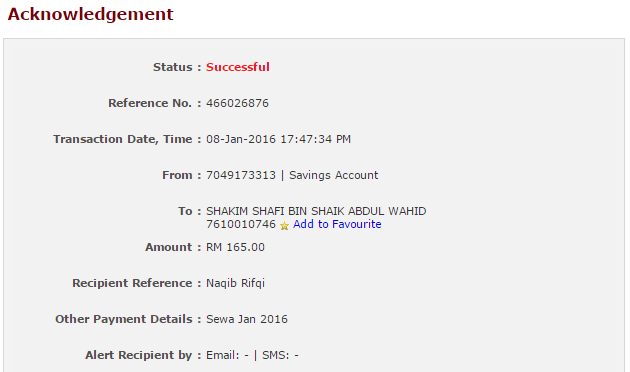 Acknowledgement
Status : Successful
Reference No. : 466026876
Transaction Date, Time : 08-Jan-2016 17:47:34 PM
From : 7049173313 | Savings Account
To : SHAKIM SHAFI BIN SHAIK ABDUL WAHID
7610010746 Add to Favourite
Amount : RM 165.00
Recipient Reference : Naqib Rifqi
Other Payment Details : Sewa Jan 2016
Alert Recipient by : Email: - | SMS: -